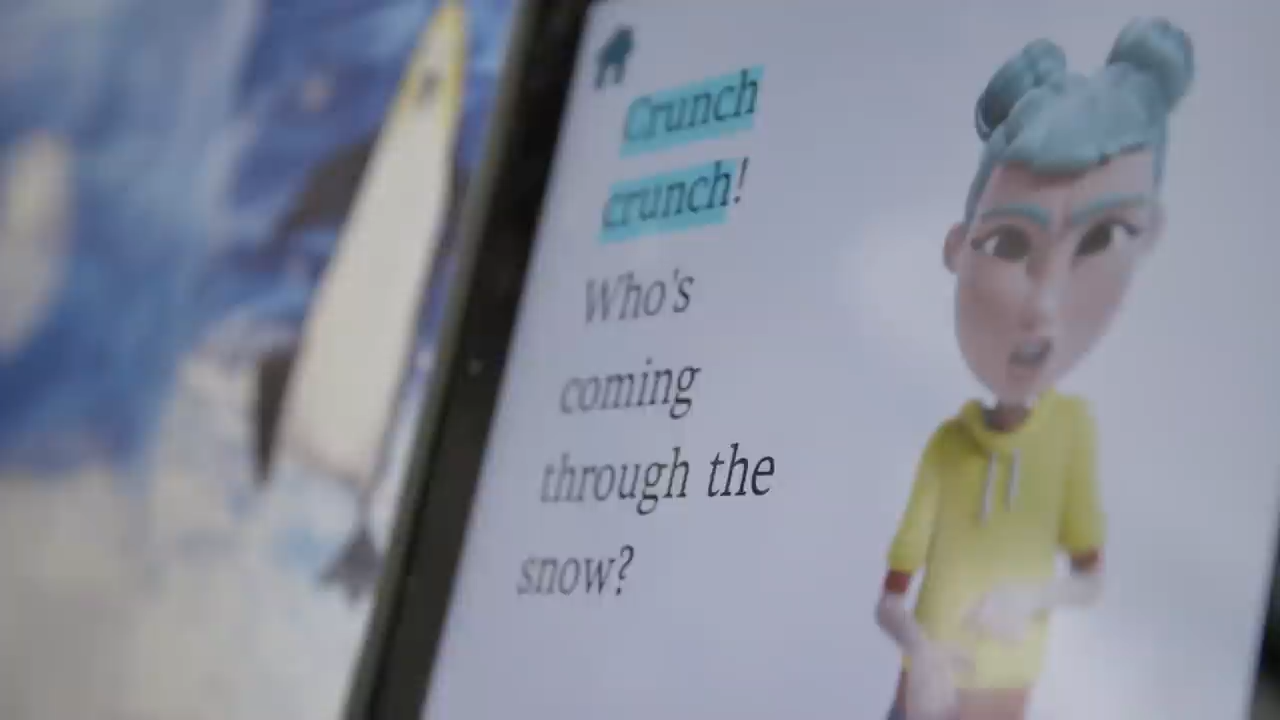 Crunch
crunch!
Who's
coming
through the
snow?